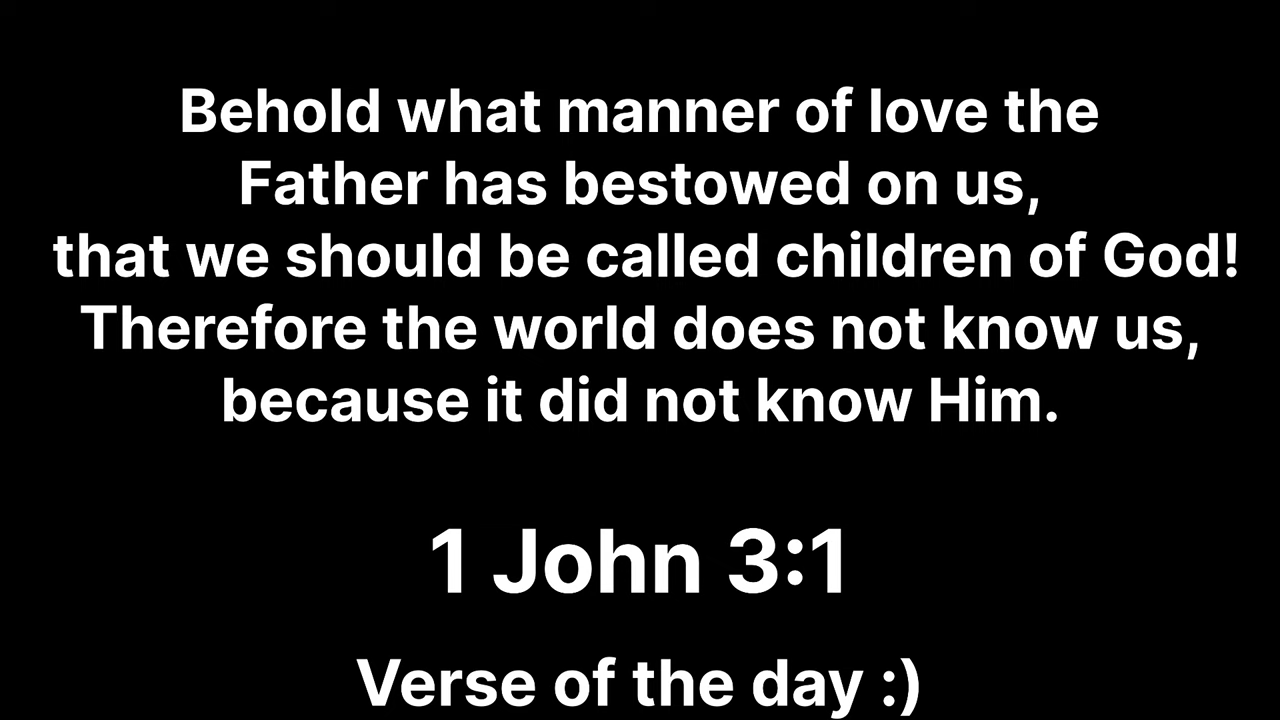 Behold what manner of love the
Father has bestowed on us,
that we should be called children of God!
Therefore the world does not know us,
because it did not know Him.
1 John 3:1
Verse of the day :)